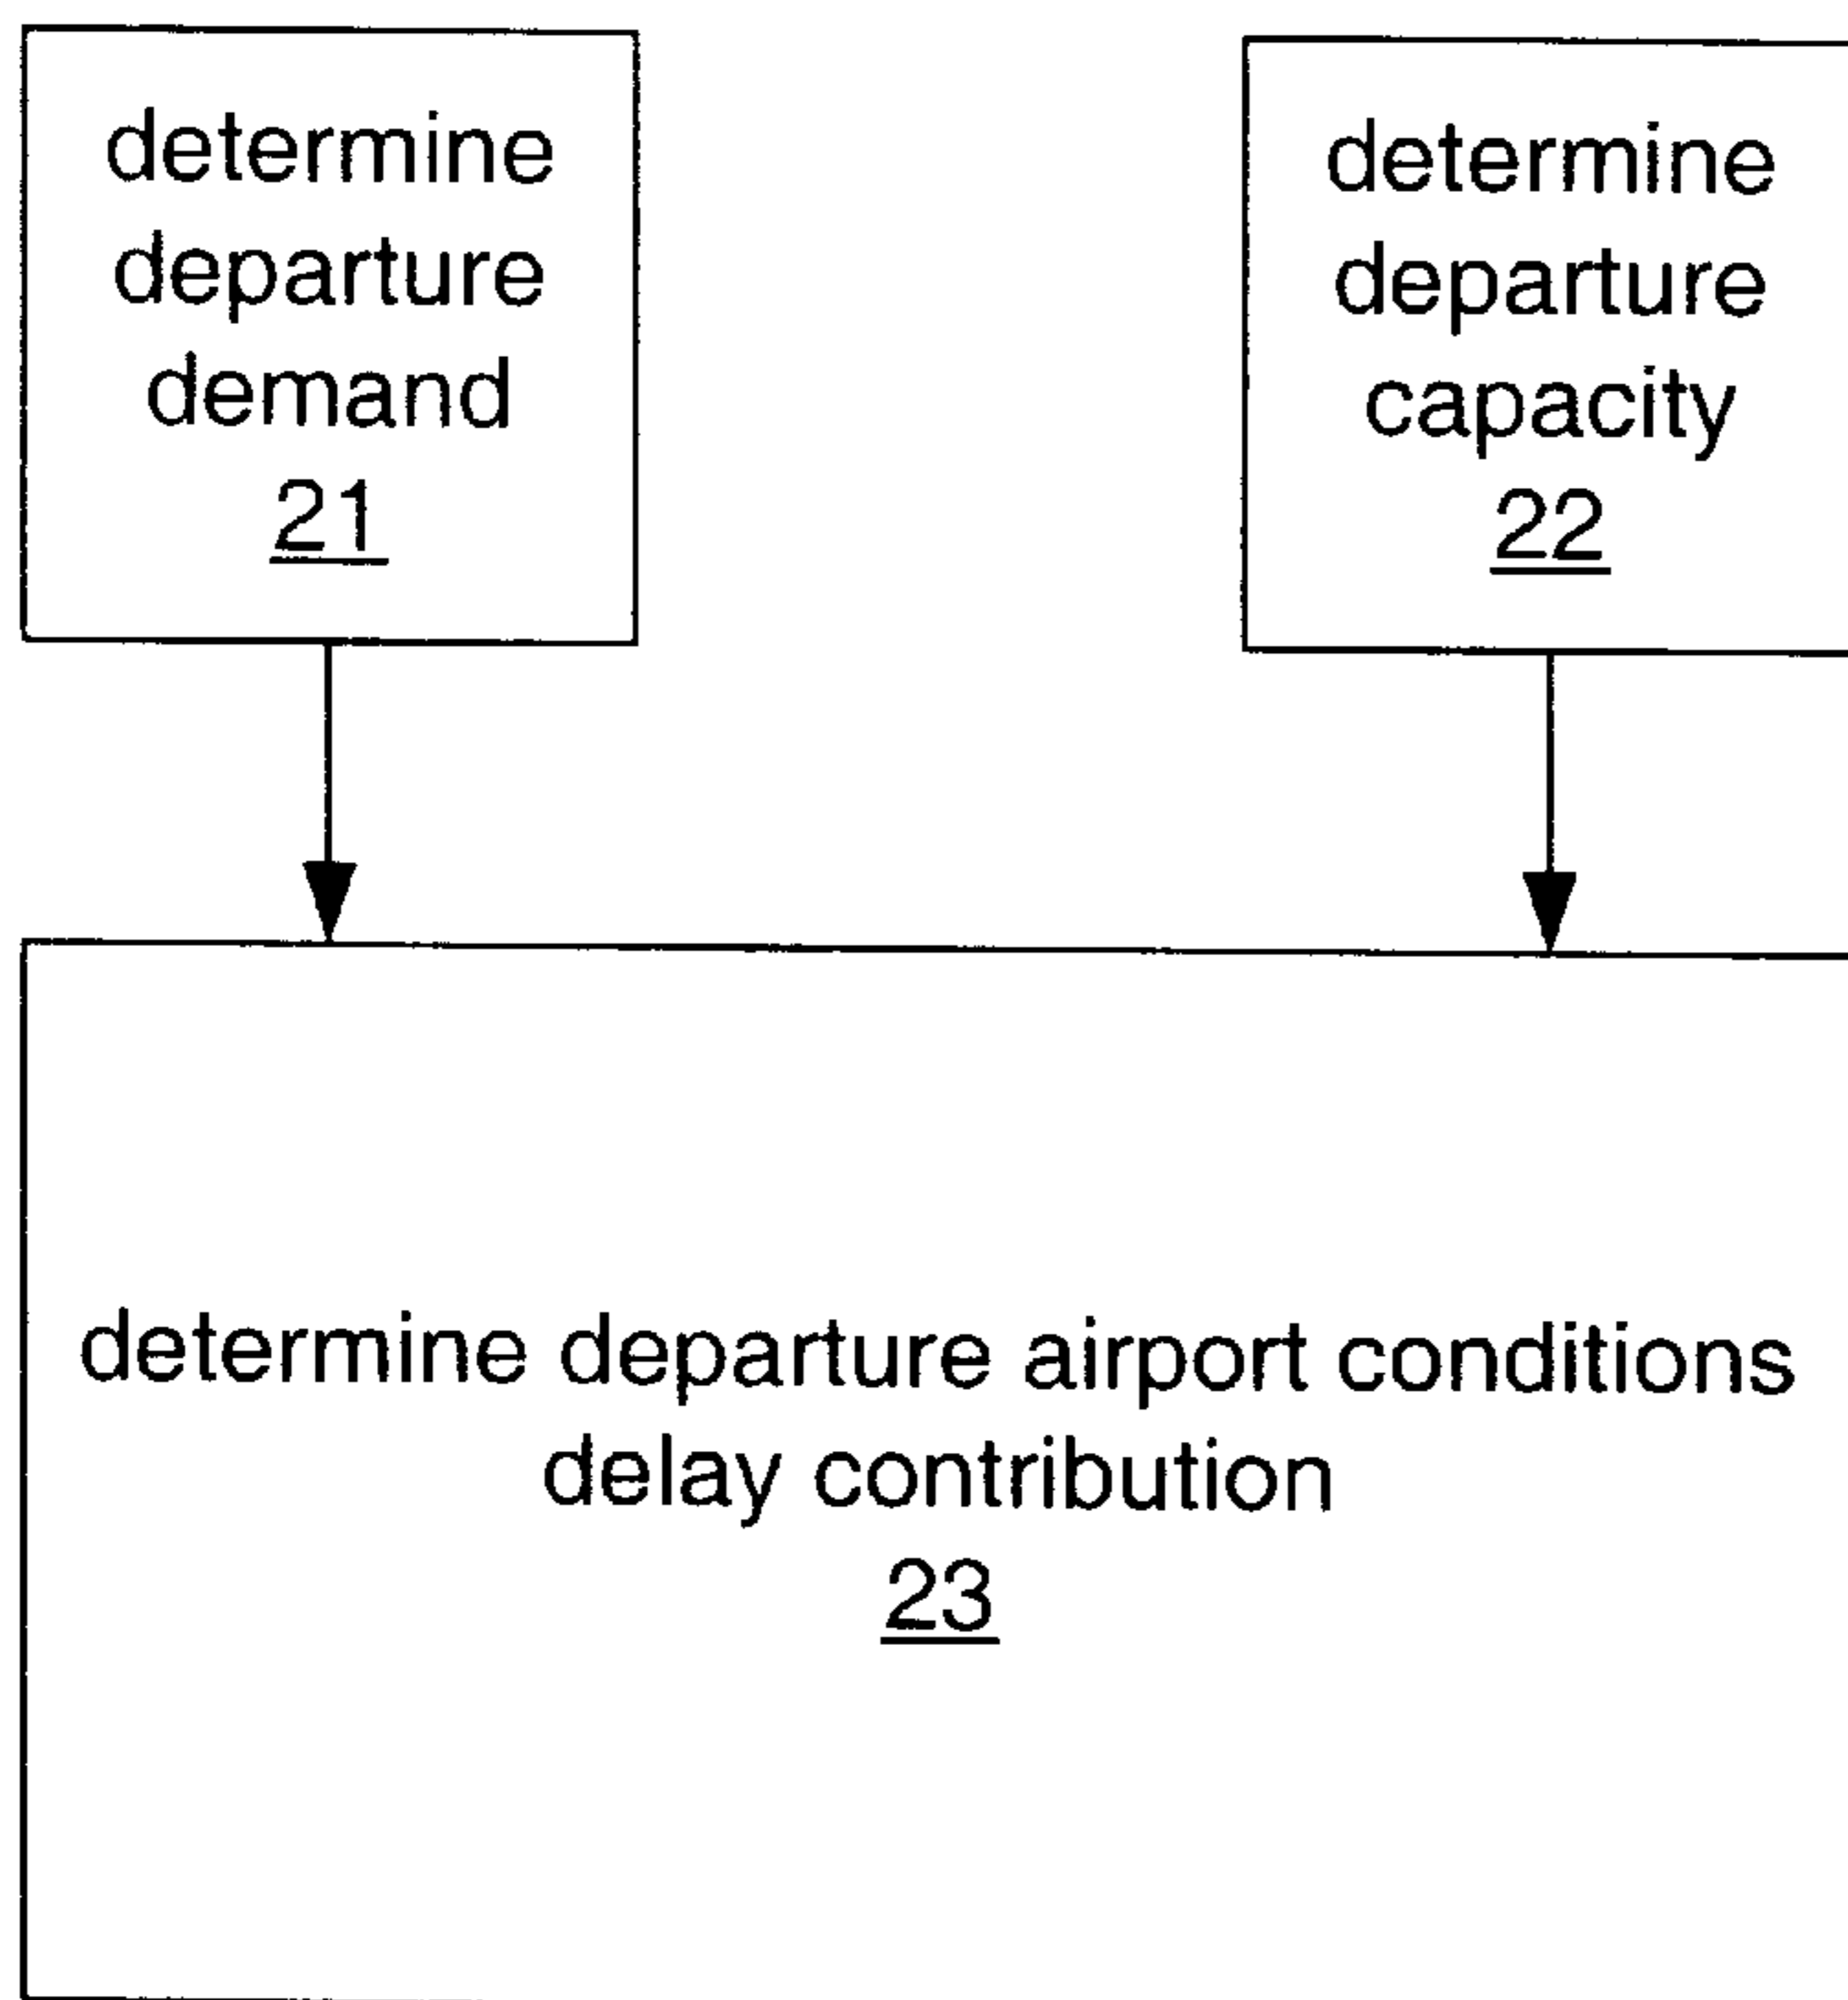 determine
departure
demand
21
determine
departure
capacity
22
determine departure airport conditions
delay contribution
23